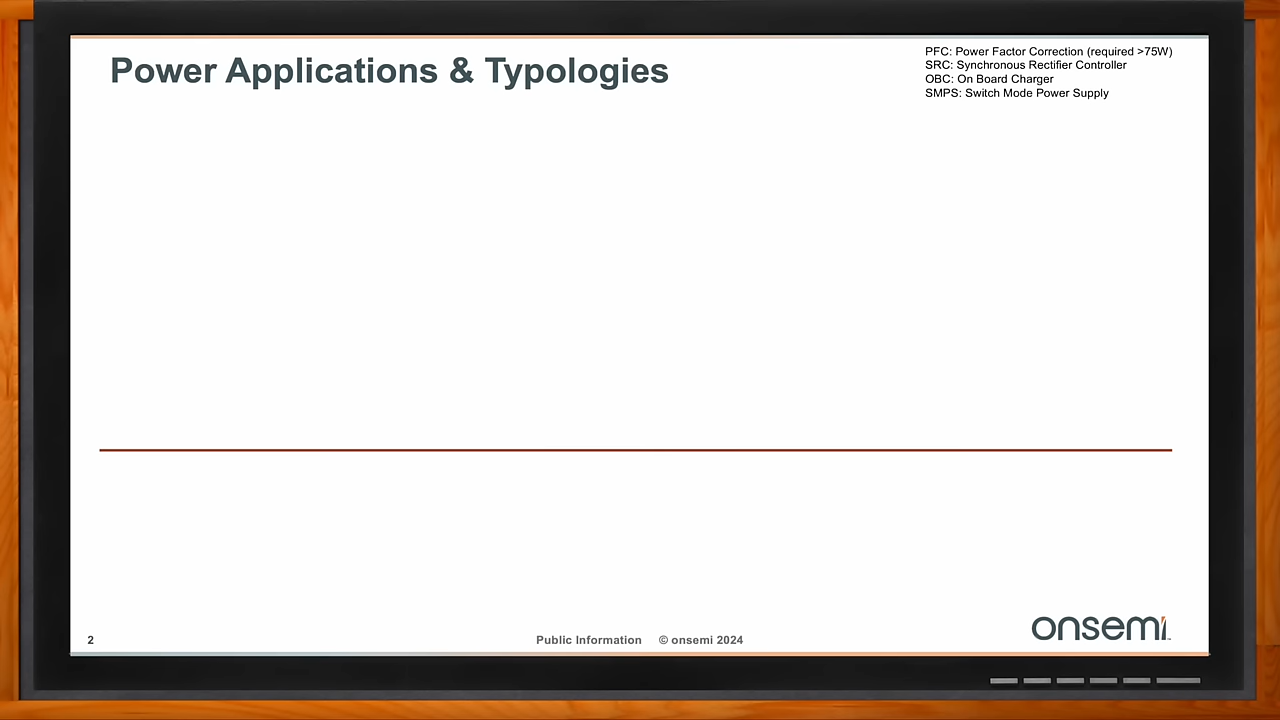 Power Applications & Typologies
PFC: Power Factor Correction (required >75W)
SRC: Synchronous Rectifier Controller
OBC: On Board Charger
SMPS: Switch Mode Power Supply
2
Public Information © onsemi 2024
onsemi